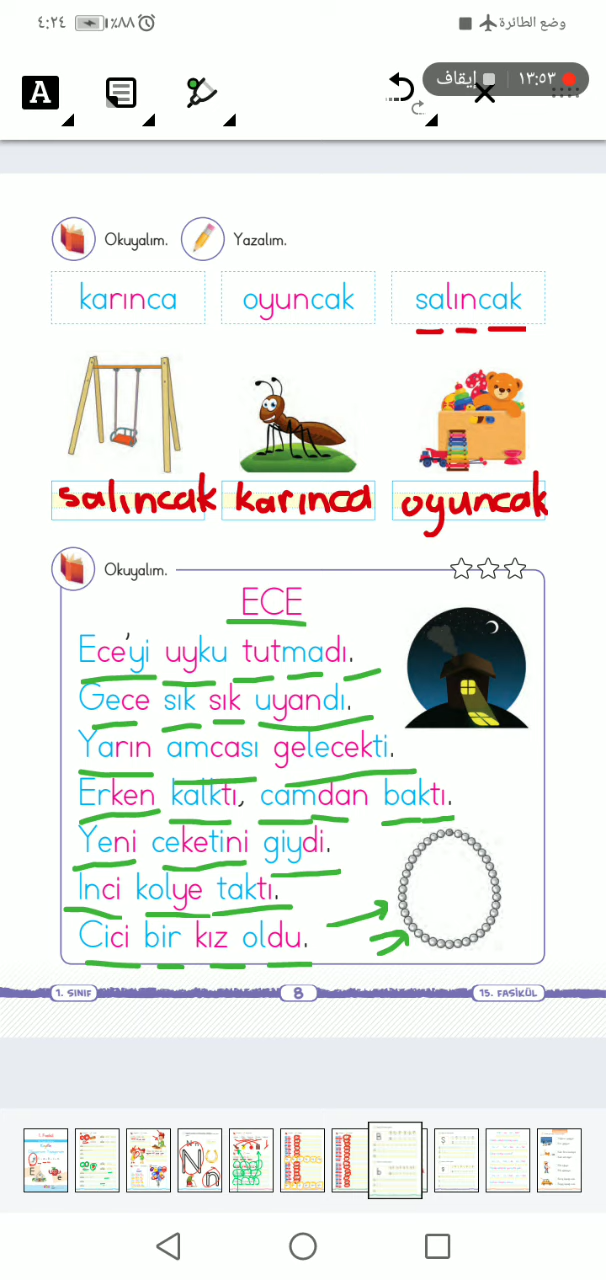 ٤:٢٤ ٪٨٨ وضع الطائرة
A إيقاف ١٣:٥٣
Okuyalım. Yazalım.
karınca oyuncak salıncak
salıncak karınca oyuncak
Okuyalım.
ECE
Ece'yi uyku tutmadı.
Gece sık sık uyandı.
Yarın amcası gelecekti.
Erken kalktı, camdan baktı.
Yeni ceketini giydi.
Inci kolye taktı.
Cici bir kız oldu.
1. SINIF 8 15. FASİKÜL